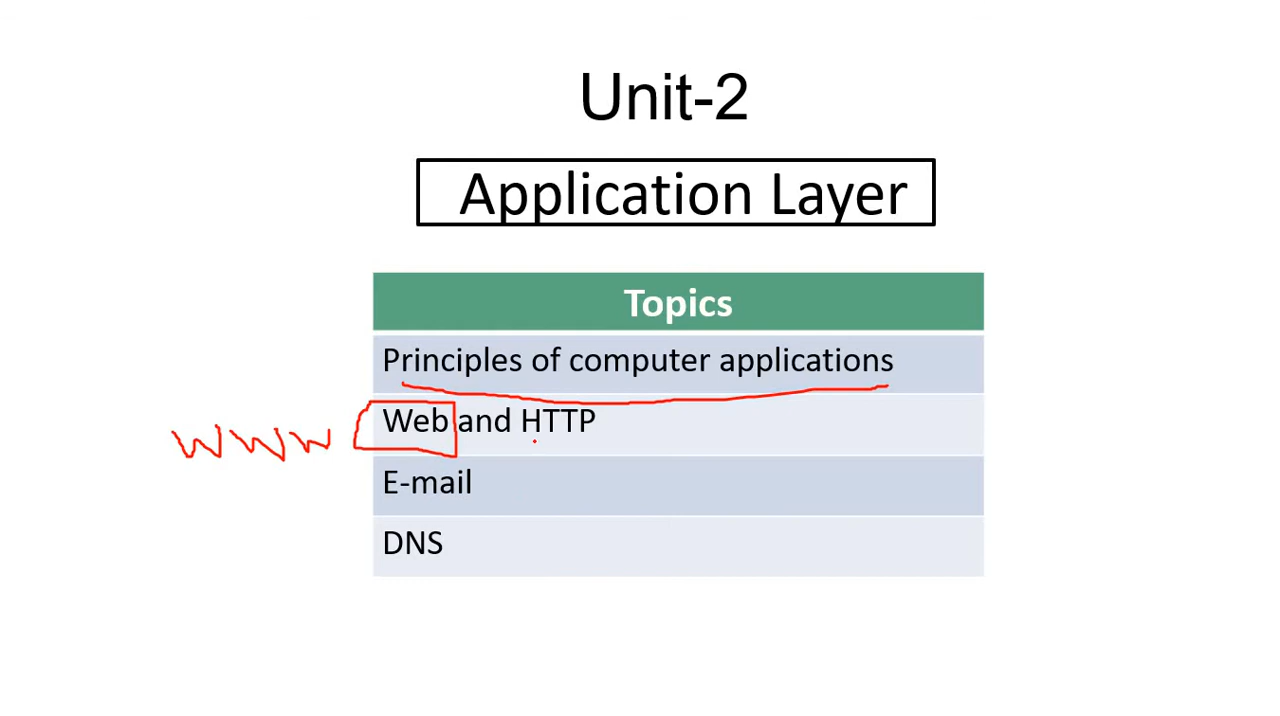 Unit-2
Application Layer
Topics
Principles of computer applications
WWW Web and HTTP
E-mail
DNS